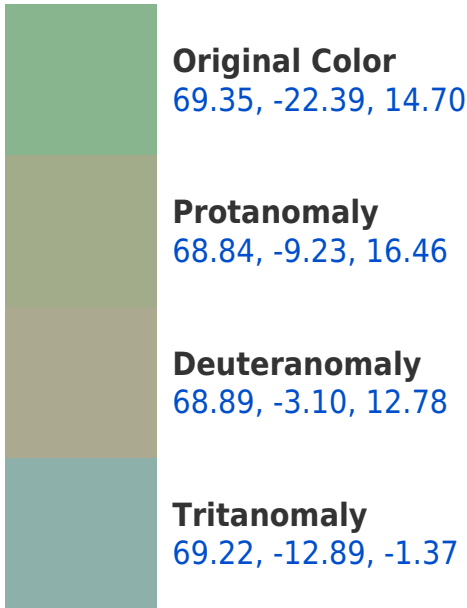 Original Color
69.35, -22.39, 14.70
Protanomaly
68.84, -9.23, 16.46
Deuteranomaly
68.89, -3.10, 12.78
Tritanomaly
69.22, -12.89, -1.37